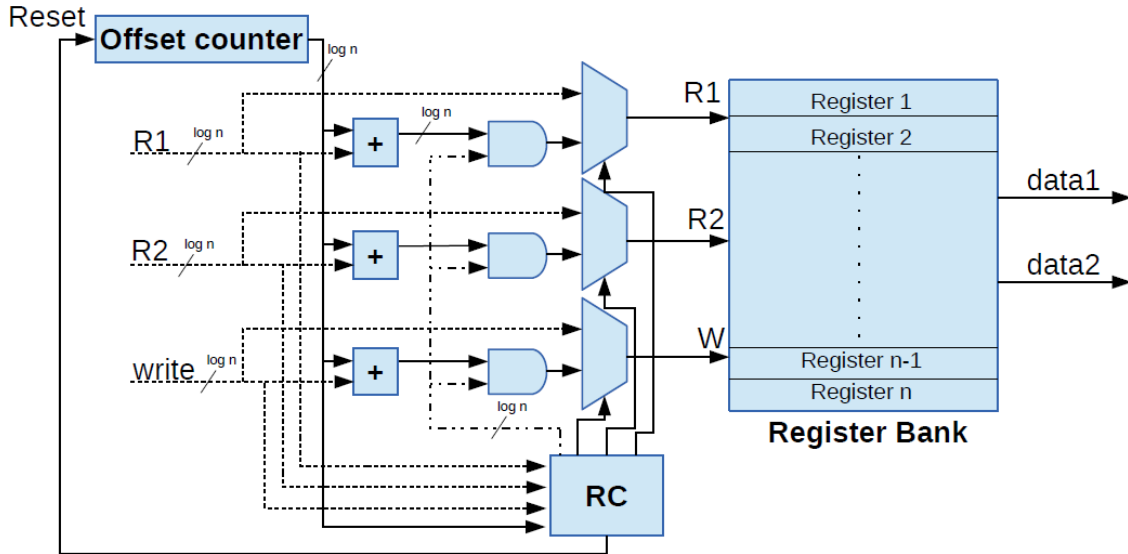 Reset
Offset counter
log n
R1
log n
+
log n
R1
Register 1
Register 2
data1
R2
log n
+
R2
data2
write
log n
+
W
Register n-1
Register n
log n
Register Bank
RC